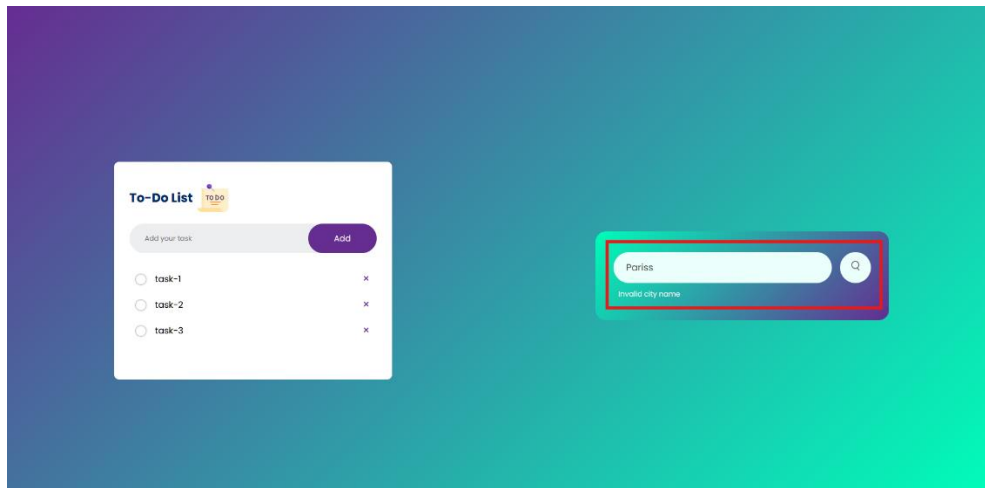 To-Do List
TO DO
Add your task
Add
task-1 ×
task-2 ×
task-3 ×
Pariss
Invalid city name